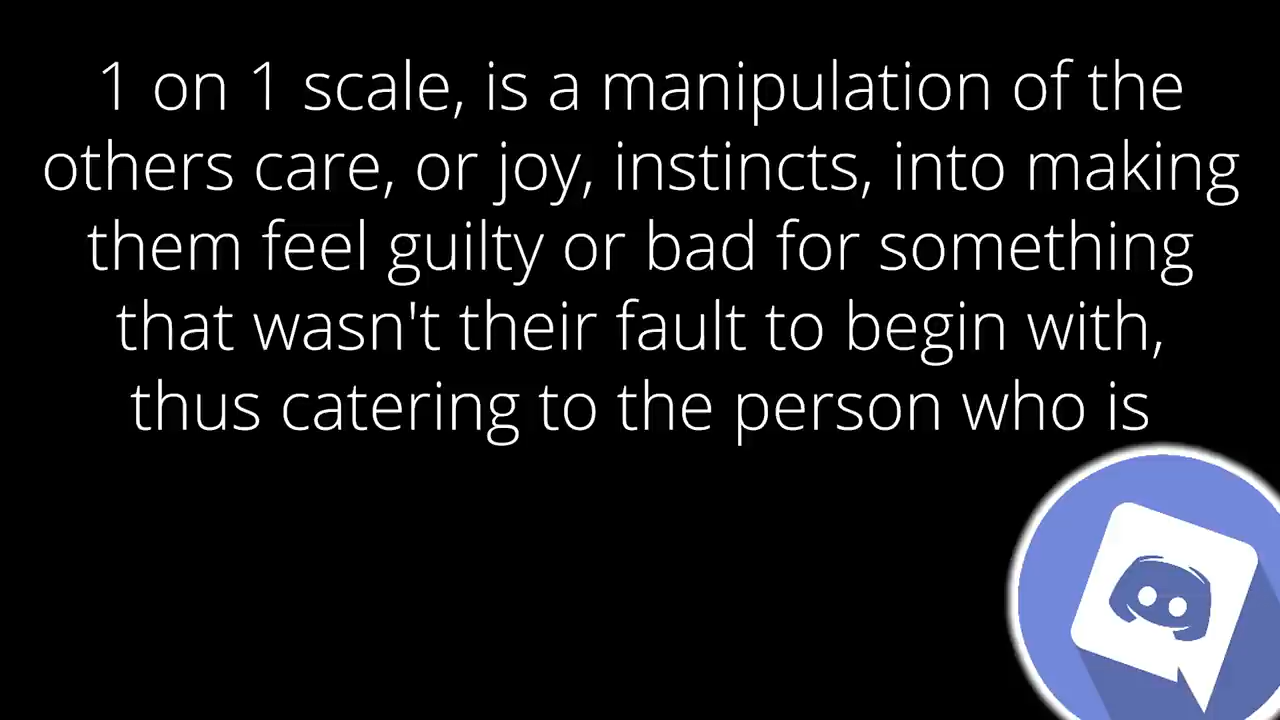 1 on 1 scale, is a manipulation of the
others care, or joy, instincts, into making
them feel guilty or bad for something
that wasn't their fault to begin with,
thus catering to the person who is